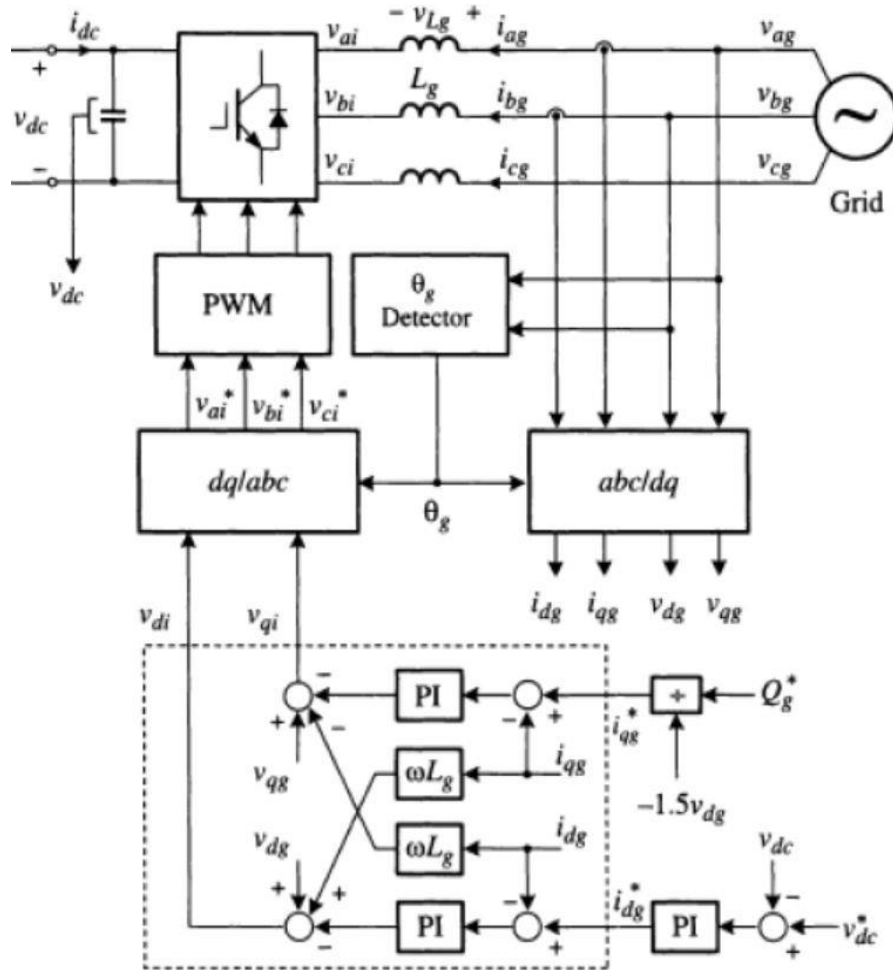 i_dc v_ai − v_Lg + i_ag v_ag
+ L_g
v_dc v_bi i_bg v_bg ~
− v_ci i_cg v_cg
Grid
v_dc PWM θ_g
Detector
v_ai* v_bi* v_ci*
dq/abc θ_g abc/dq
i_dg i_qg v_dg v_qg
v_di v_qi
− PI − + i_qg* ÷ Q_g*
+ −
v_qg ωL_g i_qg −1.5v_dg
v_dg ωL_g i_dg v_dc
+ + − PI − + i_dg* PI − + v_dc*